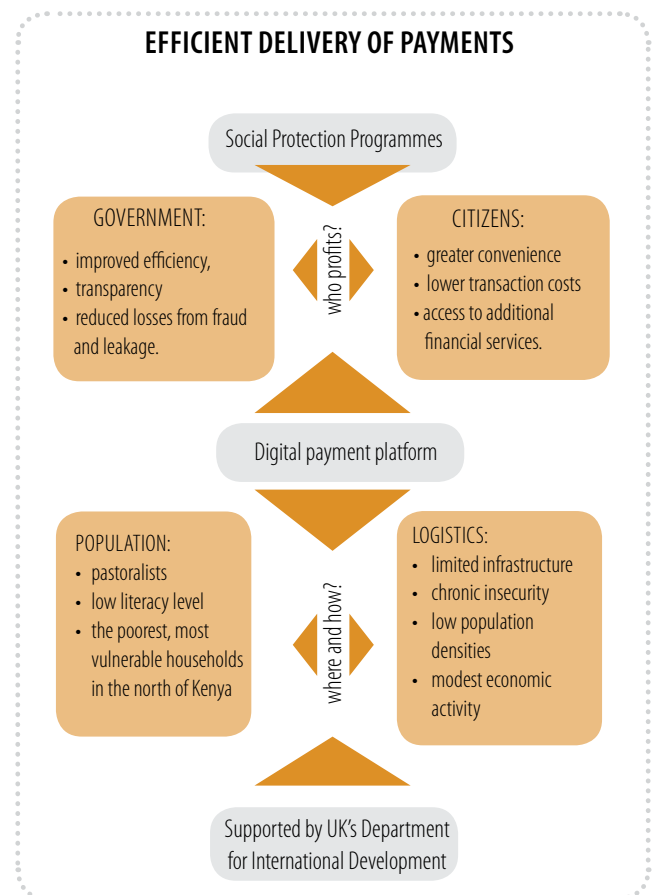 EFFICIENT DELIVERY OF PAYMENTS
Social Protection Programmes
GOVERNMENT:
• improved efficiency,
• transparency
• reduced losses from fraud
and leakage.
who profits?
CITIZENS:
• greater convenience
• lower transaction costs
• access to additional
financial services.
Digital payment platform
POPULATION:
• pastoralists
• low literacy level
• the poorest, most
vulnerable households
in the north of Kenya
where and how?
LOGISTICS:
• limited infrastructure
• chronic insecurity
• low population
densities
• modest economic
activity
Supported by UK's Department
for International Development